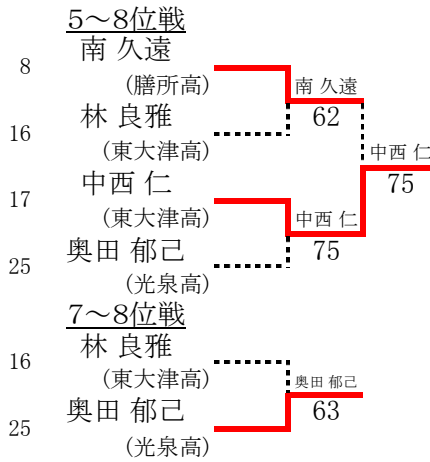 5～8位戦
南 久遠
8
(膳所高)
南 久遠
林 良雅
62
16
(東大津高)
中西 仁
中西 仁
75
17
(東大津高)
中西 仁
奥田 郁己
75
25
(光泉高)
7～8位戦
林 良雅
16
(東大津高)
奥田 郁己
奥田 郁己
63
25
(光泉高)